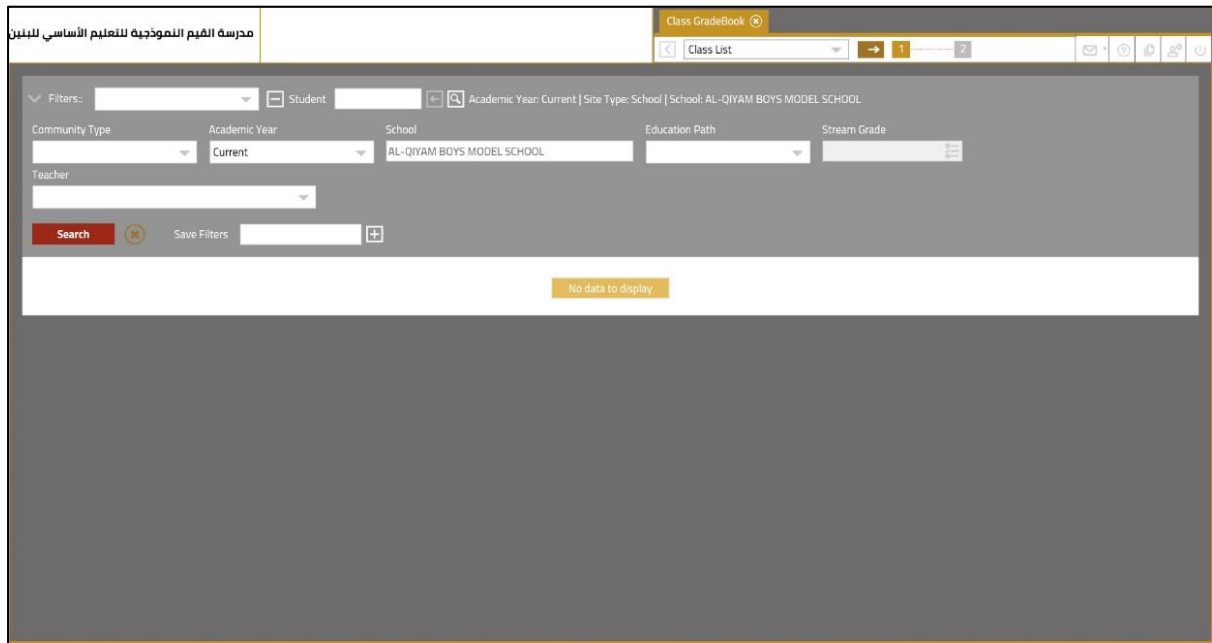 مدرسة القيم النموذجية للتعليم الأساسي للبنين
Class GradeBook
Class List
1
2
Filters::
Student
Academic Year: Current | Site Type: School | School: AL-QIYAM BOYS MODEL SCHOOL
Community Type
Academic Year
School
Education Path
Stream Grade
Current
AL-QIYAM BOYS MODEL SCHOOL
Teacher
Search
Save Filters
No data to display